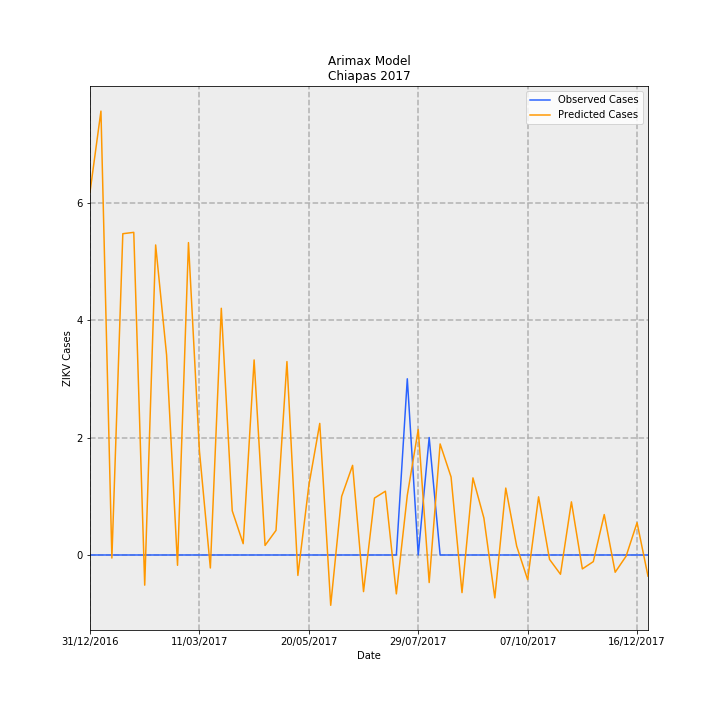 Arimax Model
Chiapas 2017
Observed Cases
Predicted Cases
6
4
2
0
ZIKV Cases
31/12/2016 11/03/2017 20/05/2017 29/07/2017 07/10/2017 16/12/2017
Date